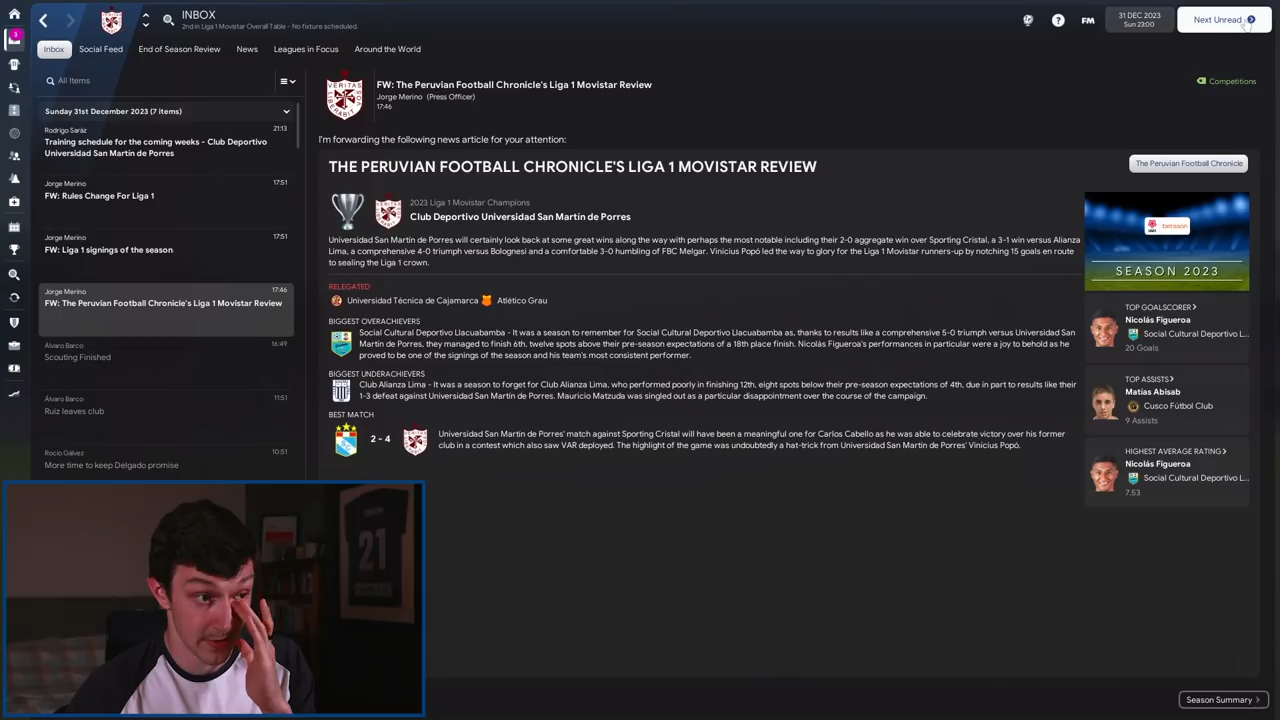 INBOX
2nd in Liga 1 Movistar Overall Table - No fixture scheduled.
FM
31 DEC 2023
Sun 23:00
Next Unread
3
Inbox
Social Feed
End of Season Review
News
Leagues in Focus
Around the World
All Items
Sunday 31st December 2023 (7 items)
Rodrigo Saráz
21:13
Training schedule for the coming weeks - Club Deportivo
Universidad San Martín de Porres
Jorge Merino
17:51
FW: Rules Change For Liga 1
Jorge Merino
17:51
FW: Liga 1 signings of the season
Jorge Merino
17:46
FW: The Peruvian Football Chronicle's Liga 1 Movistar Review
Álvaro Barco
16:49
Scouting Finished
Álvaro Barco
11:51
Ruíz leaves club
Rocío Gálvez
10:51
More time to keep Delgado promise
VERITAS
LIBERABIT
FW: The Peruvian Football Chronicle's Liga 1 Movistar Review
Jorge Merino (Press Officer)
17:46
Competitions
I'm forwarding the following news article for your attention:
THE PERUVIAN FOOTBALL CHRONICLE'S LIGA 1 MOVISTAR REVIEW
The Peruvian Football Chronicle
2023 Liga 1 Movistar Champions
Club Deportivo Universidad San Martín de Porres
Universidad San Martín de Porres will certainly look back at some great wins along the way with perhaps the most notable including their 2-0 aggregate win over Sporting Cristal, a 3-1 win versus Alianza
Lima, a comprehensive 4-0 triumph versus Bolognesi and a comfortable 3-0 humbling of FBC Melgar. Vinícius Popó led the way to glory for the Liga 1 Movistar runners-up by notching 15 goals en route
to sealing the Liga 1 crown.
RELEGATED
Universidad Técnica de Cajamarca
Atlético Grau
BIGGEST OVERACHIEVERS
Social Cultural Deportivo Llacuabamba - It was a season to remember for Social Cultural Deportivo Llacuabamba as, thanks to results like a comprehensive 5-0 triumph versus Universidad San
Martín de Porres, they managed to finish 6th, twelve spots above their pre-season expectations of a 18th place finish. Nicolás Figueroa's performances in particular were a joy to behold as he
proved to be one of the signings of the season and his team's most consistent performer.
BIGGEST UNDERACHIEVERS
Club Alianza Lima - It was a season to forget for Club Alianza Lima, who performed poorly in finishing 12th, eight spots below their pre-season expectations of 4th, due in part to results like their
1-3 defeat against Universidad San Martín de Porres. Mauricio Matzuda was singled out as a particular disappointment over the course of the campaign.
BEST MATCH
2 - 4
Universidad San Martín de Porres' match against Sporting Cristal will have been a meaningful one for Carlos Cabello as he was able to celebrate victory over his former
club in a contest which also saw VAR deployed. The highlight of the game was undoubtedly a hat-trick from Universidad San Martín de Porres' Vinícius Popó.
betsson
SEASON 2023
TOP GOALSCORER
Nicolás Figueroa
Social Cultural Deportivo L...
20 Goals
TOP ASSISTS
Matías Abisab
Cusco Fútbol Club
9 Assists
HIGHEST AVERAGE RATING
Nicolás Figueroa
Social Cultural Deportivo L...
7.53
21
Season Summary